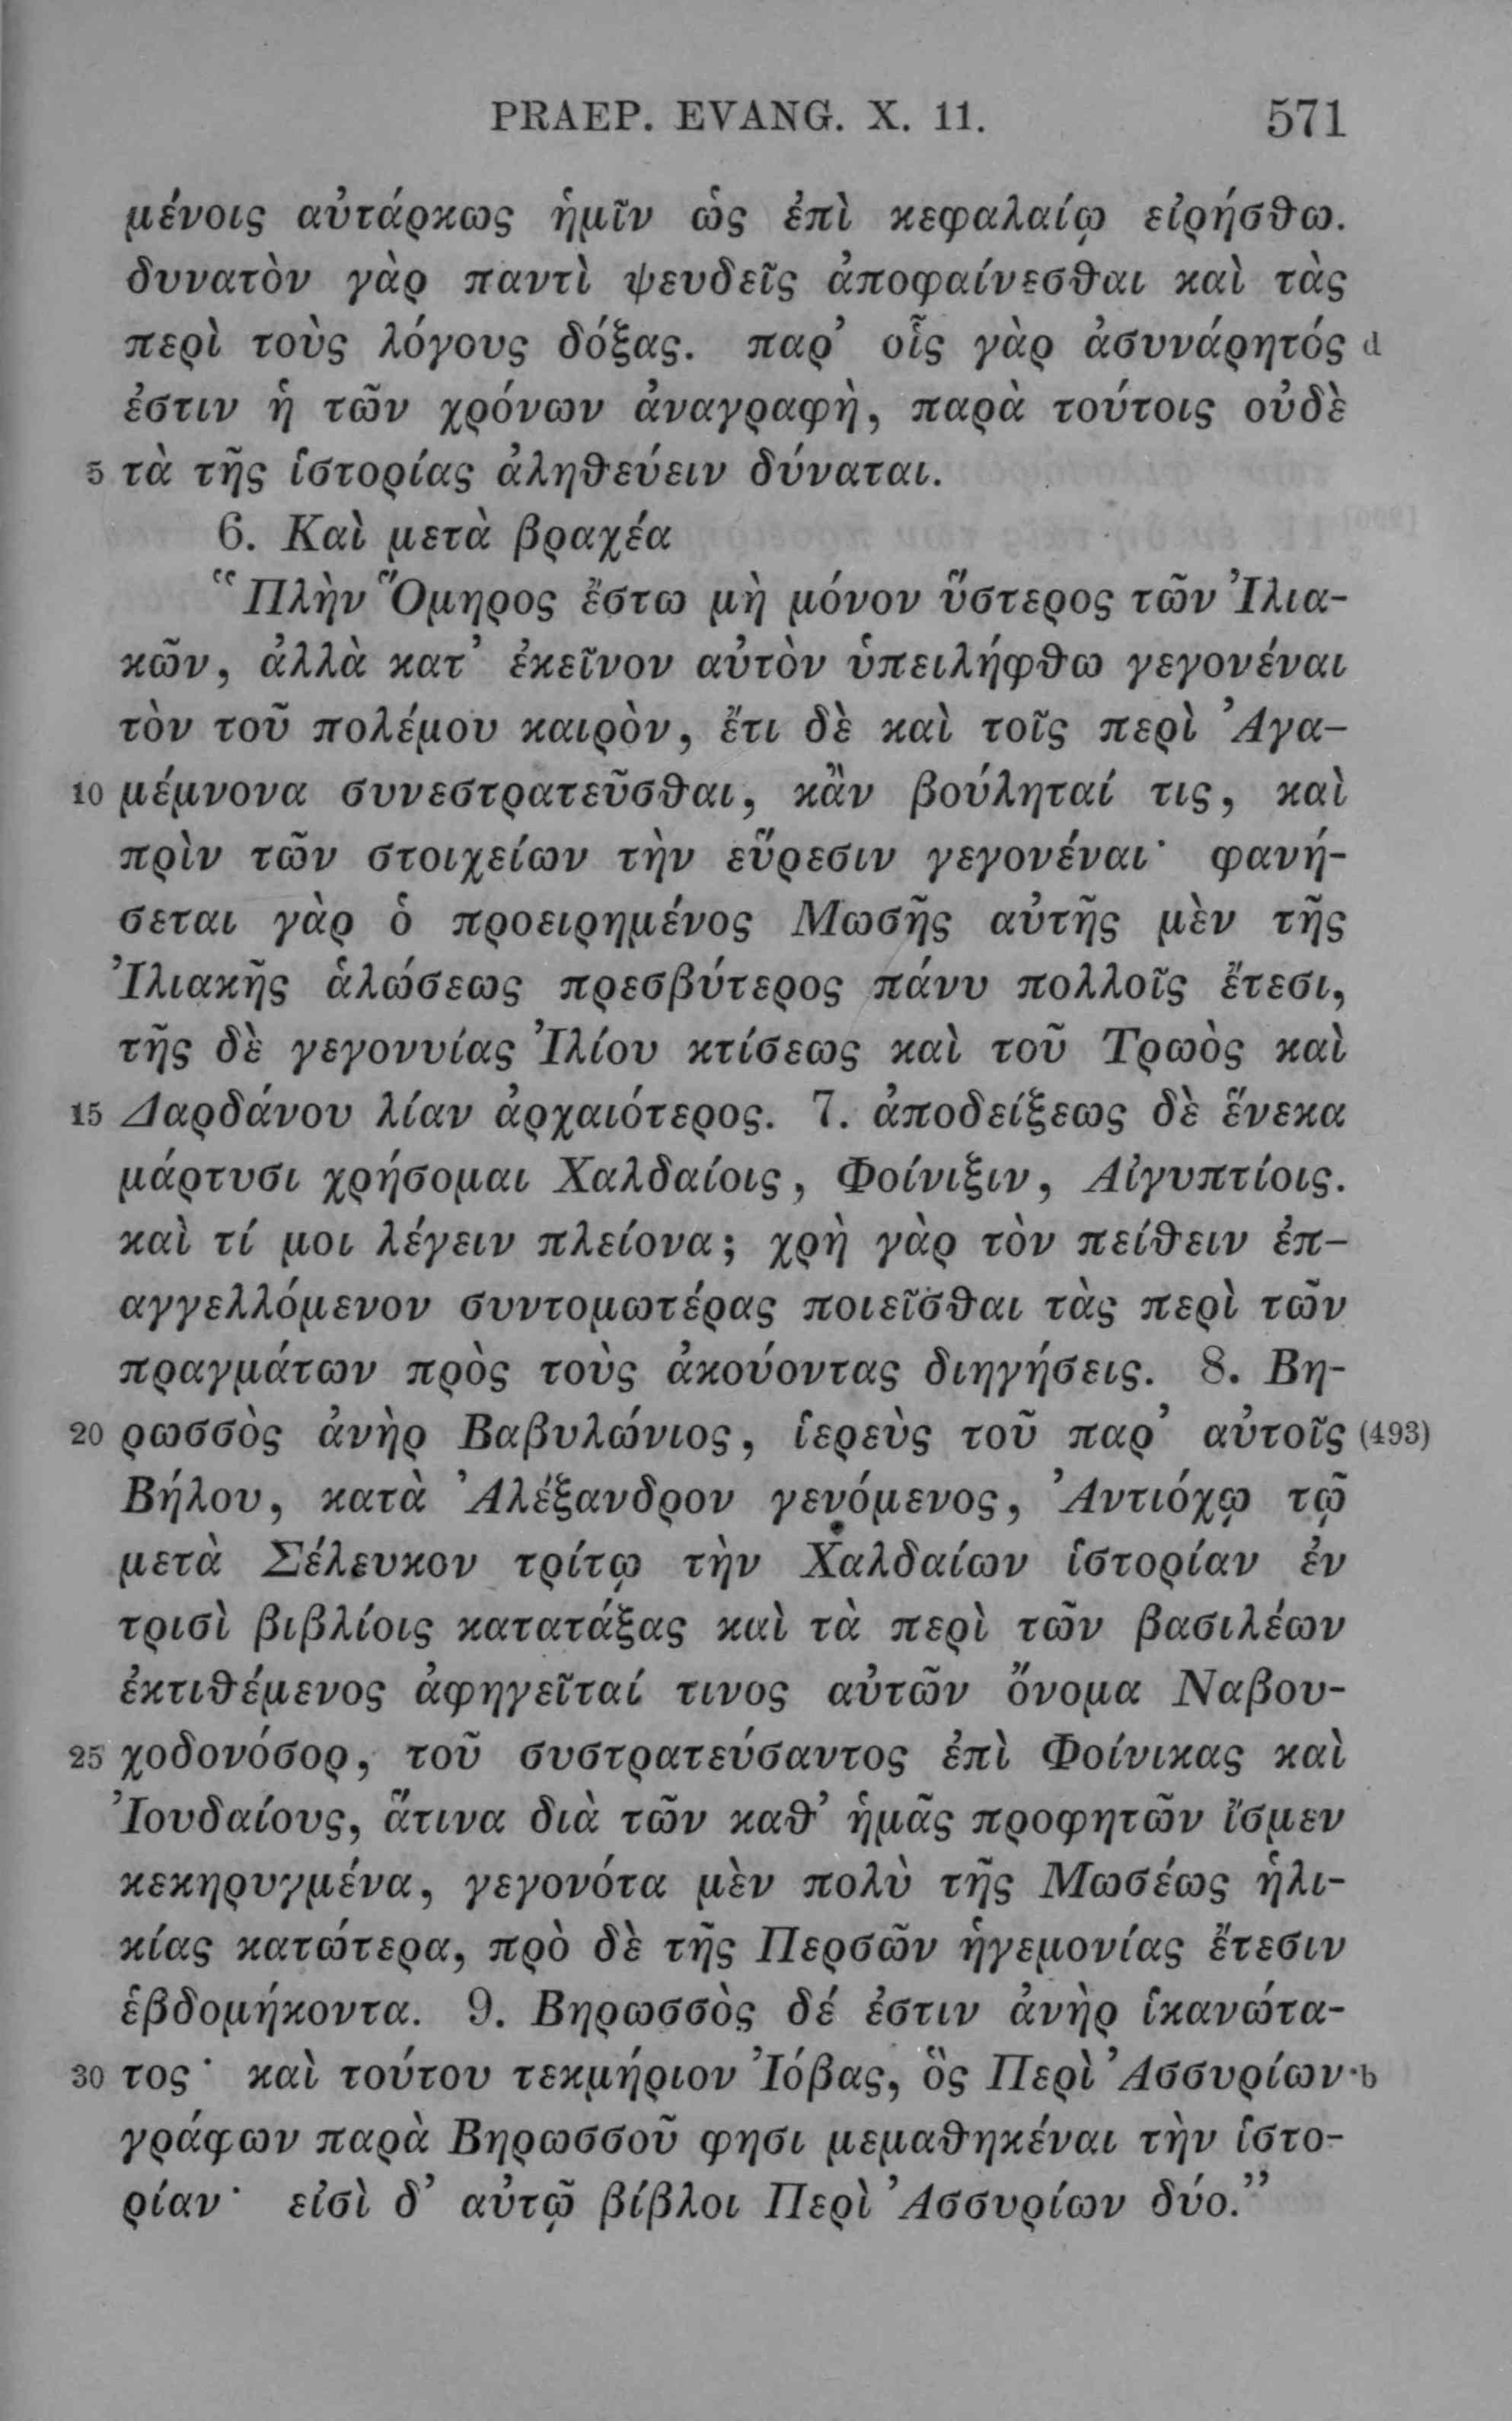 PRAEP. EVANG. X. 11. 571
μένοις αὐτάρκως ἡμῖν ὡς ἐπὶ κεφαλαίῳ εἰρήσθω.
δυνατὸν γὰρ παντὶ ψευδεῖς ἀποφαίνεσθαι καὶ τὰς
περὶ τοὺς λόγους δόξας. παρ’ οἷς γὰρ ἀσυνάρητός d
ἐστιν ἡ τῶν χρόνων ἀναγραφὴ, παρὰ τούτοις οὐδὲ
5 τὰ τῆς ἱστορίας ἀληθεύειν δύναται.
6. Καὶ μετὰ βραχέα
“Πλὴν Ὅμηρος ἔστω μὴ μόνον ὕστερος τῶν Ἰλια-
κῶν, ἀλλὰ κατ’ ἐκεῖνον αὐτὸν ὑπειλήφθω γεγονέναι
τὸν τοῦ πολέμου καιρὸν, ἔτι δὲ καὶ τοῖς περὶ Ἀγα-
10 μέμνονα συνεστρατεῦσθαι, κἂν βούληταί τις, καὶ
πρὶν τῶν στοιχείων τὴν εὕρεσιν γεγονέναι· φανή-
σεται γὰρ ὁ προειρημένος Μωσῆς αὐτῆς μὲν τῆς
Ἰλιακῆς ἁλώσεως πρεσβύτερος πάνυ πολλοῖς ἔτεσι,
τῆς δὲ γεγονυίας Ἰλίου κτίσεως καὶ τοῦ Τρωὸς καὶ
15 Δαρδάνου λίαν ἀρχαιότερος. 7. ἀποδείξεως δὲ ἕνεκα
μάρτυσι χρήσομαι Χαλδαίοις, Φοίνιξιν, Αἰγυπτίοις.
καὶ τί μοι λέγειν πλείονα; χρὴ γὰρ τὸν πείθειν ἐπ-
αγγελλόμενον συντομωτέρας ποιεῖσθαι τὰς περὶ τῶν
πραγμάτων πρὸς τοὺς ἀκούοντας διηγήσεις. 8. Βη-
20 ρωσσὸς ἀνὴρ Βαβυλώνιος, ἱερεὺς τοῦ παρ’ αὐτοῖς (493)
Βήλου, κατὰ Ἀλέξανδρον γενόμενος, Ἀντιόχῳ τῷ
μετὰ Σέλευκον τρίτῳ τὴν Χαλδαίων ἱστορίαν ἐν
τρισὶ βιβλίοις κατατάξας καὶ τὰ περὶ τῶν βασιλέων
ἐκτιθέμενος ἀφηγεῖταί τινος αὐτῶν ὄνομα Ναβου-
25 χοδονόσορ, τοῦ συστρατεύσαντος ἐπὶ Φοίνικας καὶ
Ἰουδαίους, ἅτινα διὰ τῶν καθ’ ἡμᾶς προφητῶν ἴσμεν
κεκηρυγμένα, γεγονότα μὲν πολὺ τῆς Μωσέως ἡλι-
κίας κατώτερα, πρὸ δὲ τῆς Περσῶν ἡγεμονίας ἔτεσιν
ἑβδομήκοντα. 9. Βηρωσσὸς δέ ἐστιν ἀνὴρ ἱκανώτα-
30 τος· καὶ τούτου τεκμήριον Ἰόβας, ὃς Περὶ Ἀσσυρίων b
γράφων παρὰ Βηρωσσοῦ φησι μεμαθηκέναι τὴν ἱστο-
ρίαν· εἰσὶ δ’ αὐτῷ βίβλοι Περὶ Ἀσσυρίων δύο.”